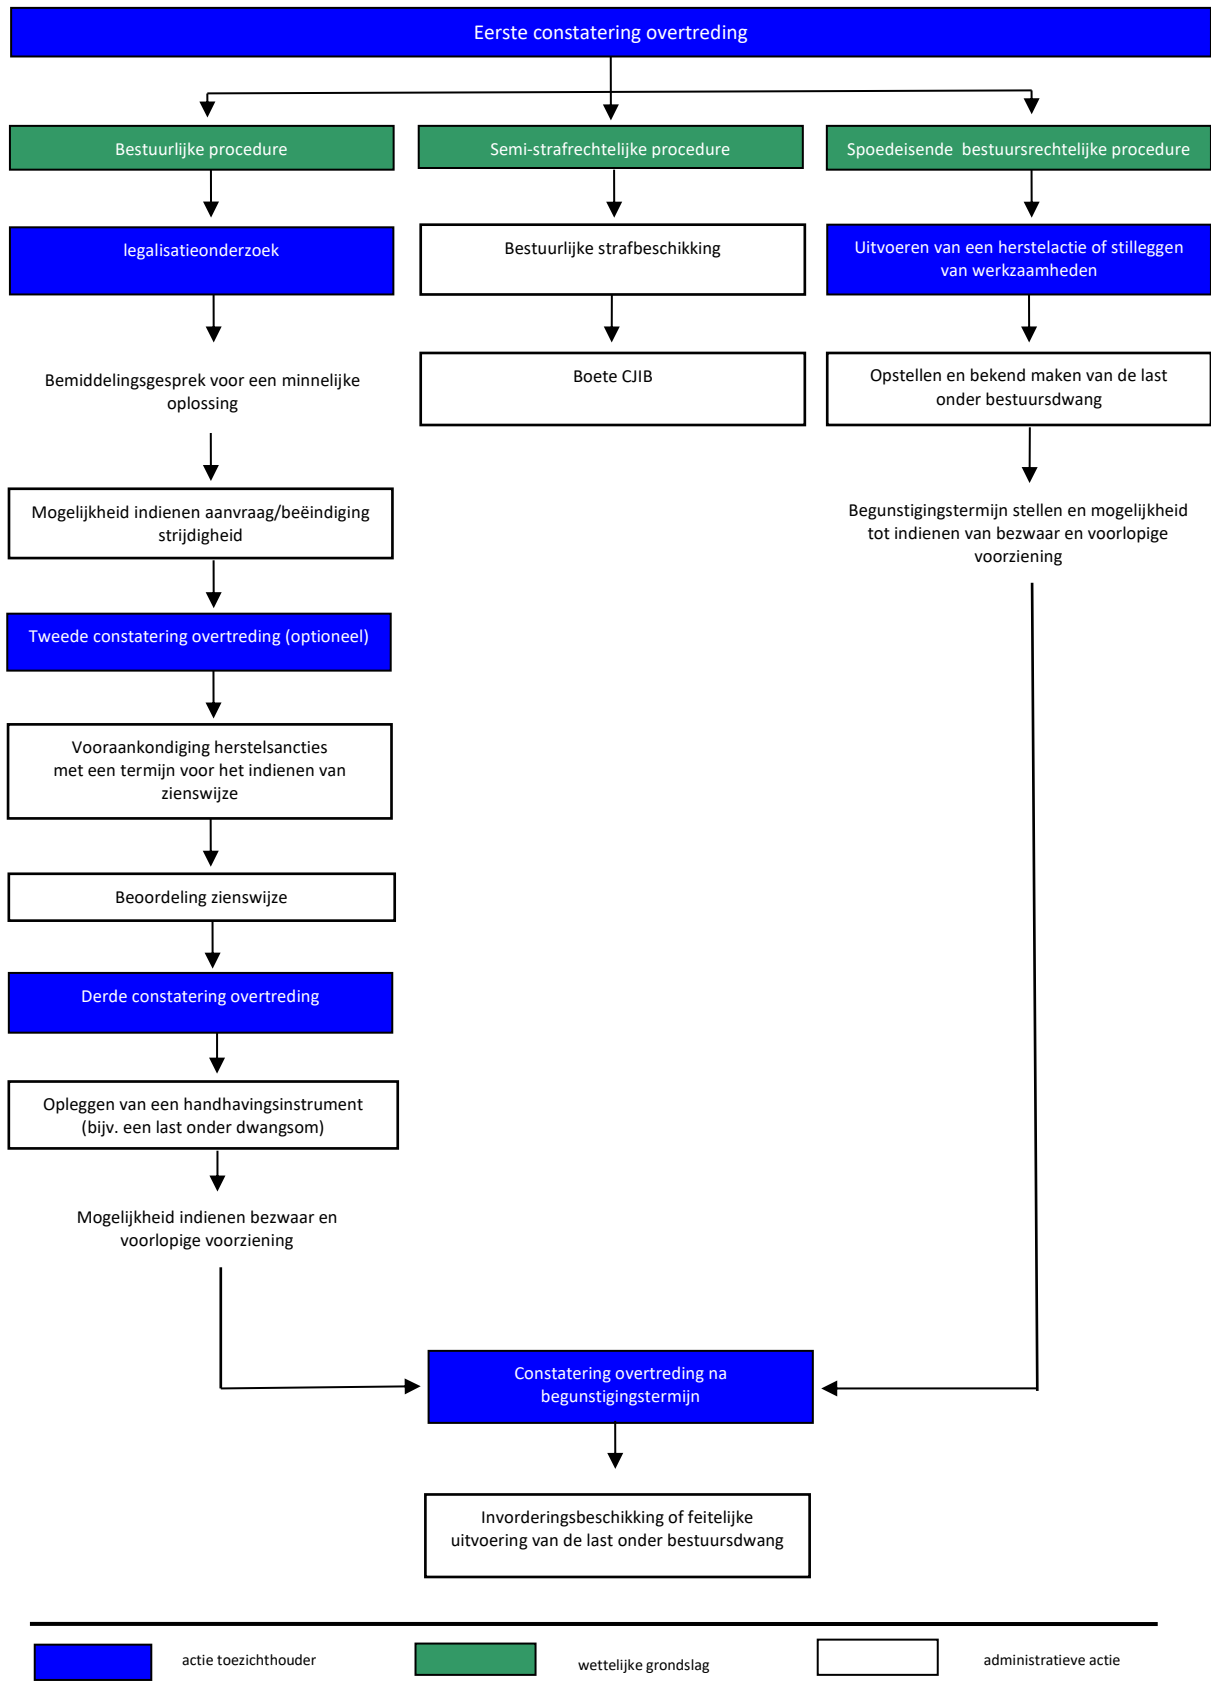 Eerste constatering overtreding
Bestuurlijke procedure
Semi-strafrechtelijke procedure
Spoedeisende bestuursrechtelijke procedure
legalisatieonderzoek
Bestuurlijke strafbeschikking
Uitvoeren van een herstelactie of stilleggen
van werkzaamheden
Bemiddelingsgesprek voor een minnelijke
oplossing
Boete CJIB
Opstellen en bekend maken van de last
onder bestuursdwang
Mogelijkheid indienen aanvraag/beëindiging
strijdigheid
Begunstigingstermijn stellen en mogelijkheid
tot indienen van bezwaar en voorlopige
voorziening
Tweede constatering overtreding (optioneel)
Vooraankondiging herstelsancties
met een termijn voor het indienen van
zienswijze
Beoordeling zienswijze
Derde constatering overtreding
Opleggen van een handhavingsinstrument
(bijv. een last onder dwangsom)
Mogelijkheid indienen bezwaar en
voorlopige voorziening
Constatering overtreding na
begunstigingstermijn
Invorderingsbeschikking of feitelijke
uitvoering van de last onder bestuursdwang
actie toezichthouder
wettelijke grondslag
administratieve actie